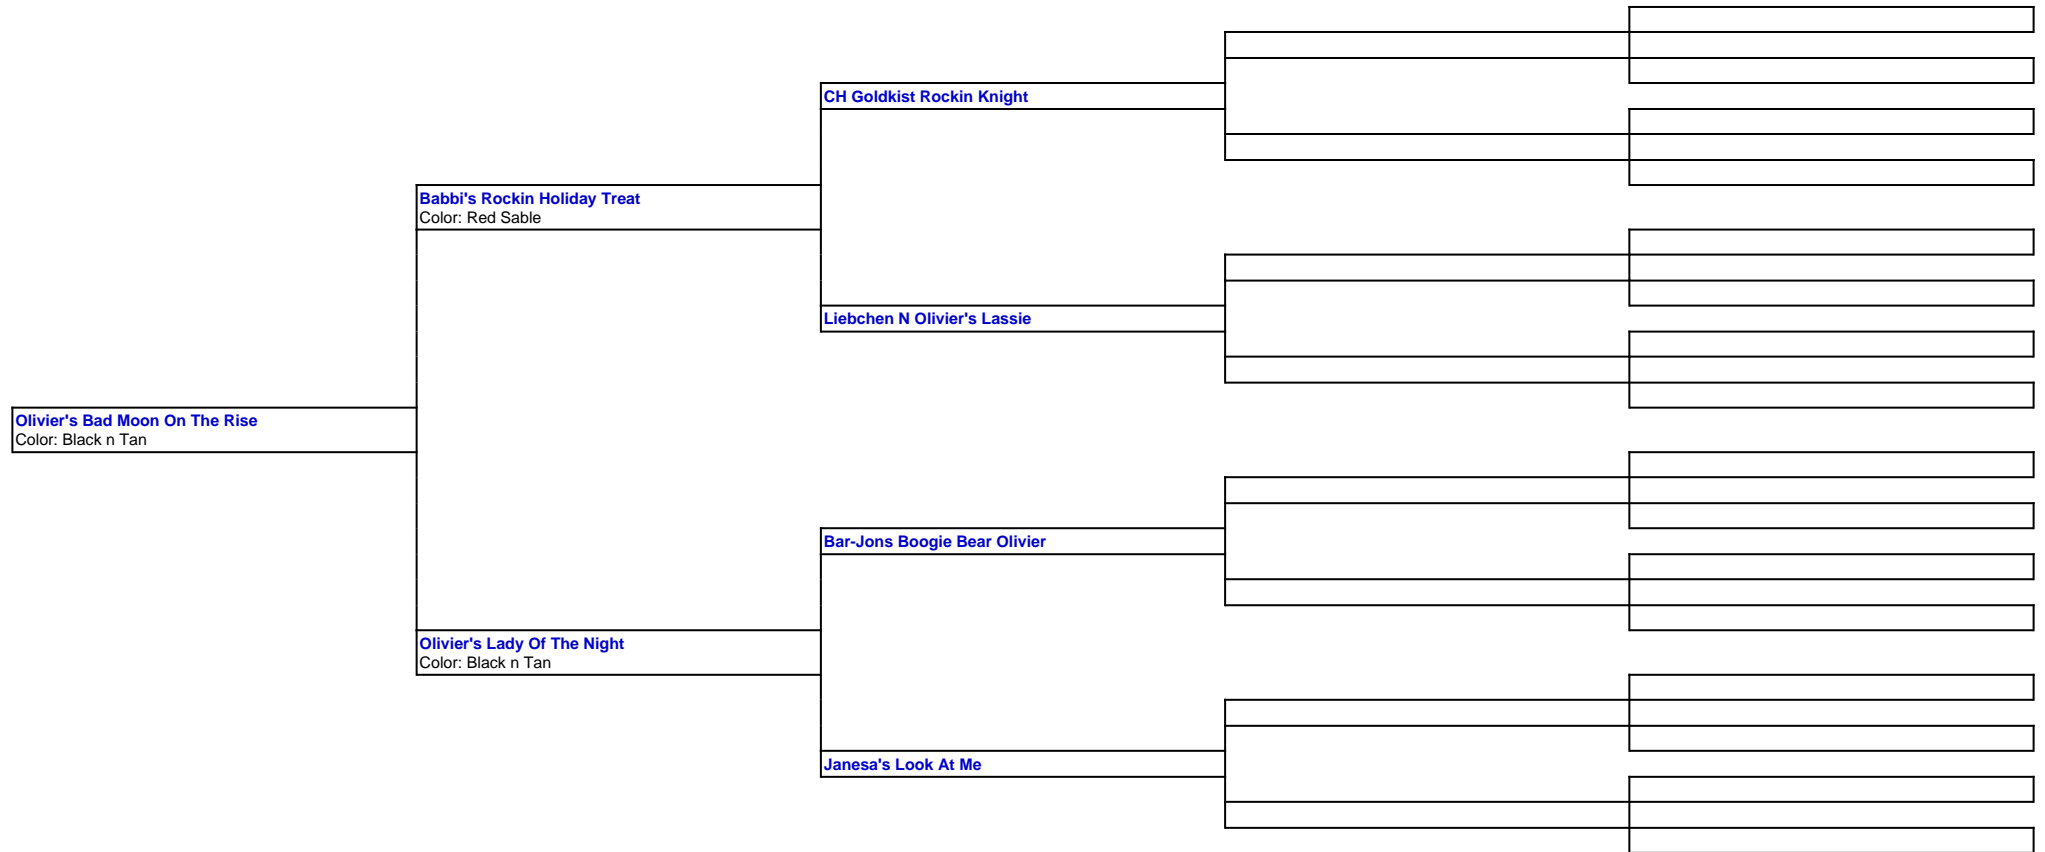 CH Goldkist Rockin Knight
Babbi's Rockin Holiday Treat
Color: Red Sable
Liebchen N Olivier's Lassie
Olivier's Bad Moon On The Rise
Color: Black n Tan
Bar-Jons Boogie Bear Olivier
Olivier's Lady Of The Night
Color: Black n Tan
Janesa's Look At Me